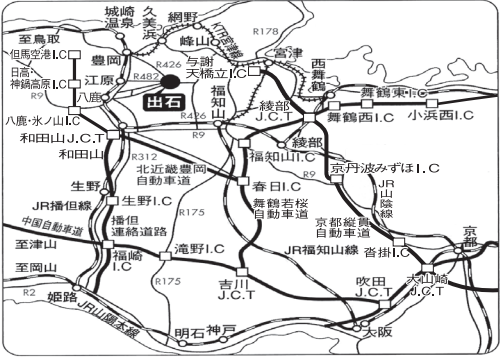 城崎温泉
久美浜
網野
至鳥取
峰山
KTR宮津線
R178
宮津
但馬空港I.C
豊岡
R426
与謝天橋立I.C
西舞鶴
日高・神鍋高原I.C
江原
R482
R9
八鹿
出石
福知山
綾部J.C.T
舞鶴東I.C
舞鶴西I.C
小浜西I.C
八鹿・氷ノ山I.C
R426
R9
和田山J.C.T
綾部
和田山
R312
福知山I.C
京丹波みずほI.C
北近畿豊岡自動車道
R9
生野
春日I.C
JR山陰線
JR播但線
生野I.C
R175
舞鶴若桜自動車道
中国自動車道
播但連絡道路
京都縦貫自動車道
京都
至津山
滝野I.C
JR福知山線
沓掛I.C
至岡山
福崎I.C
R175
吉川J.C.T
吹田J.C.T
大山崎J.C.T
R2
姫路
JR山陽本線
明石
神戸
大阪